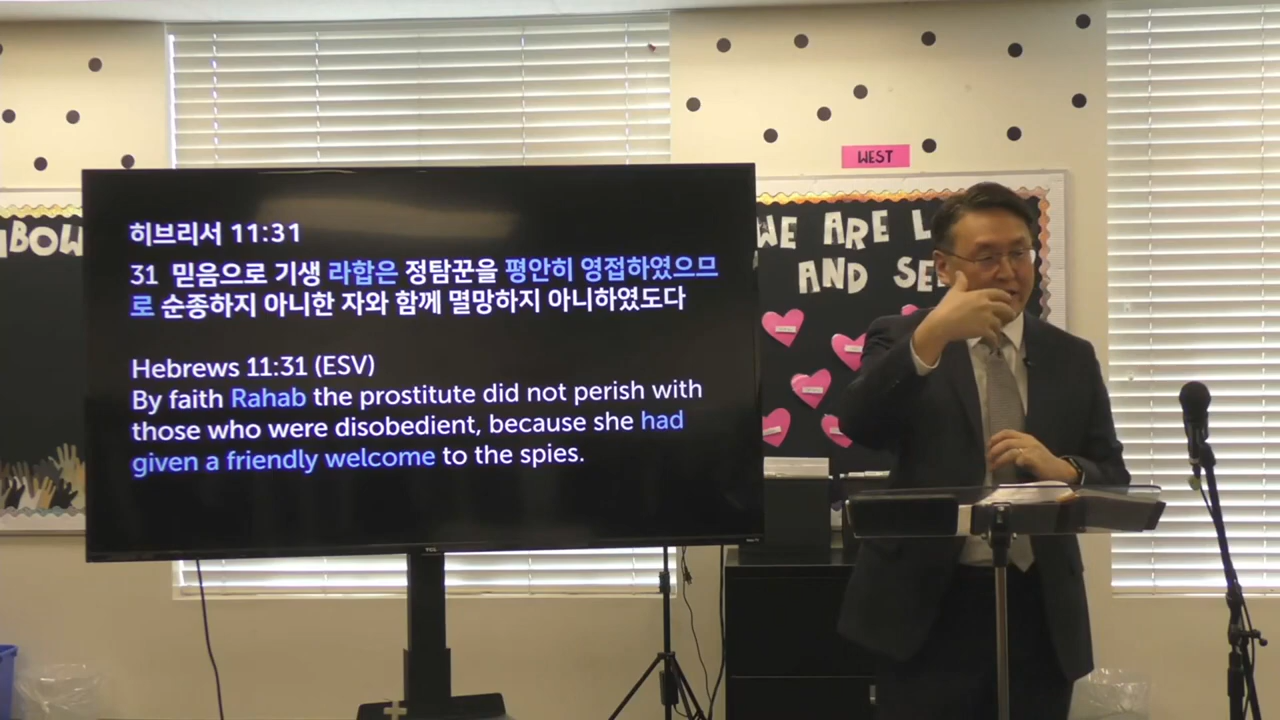 WEST
BOW
WE ARE L
AND SE
히브리서 11:31
31 믿음으로 기생 라합은 정탐꾼을 평안히 영접하였으므
로 순종하지 아니한 자와 함께 멸망하지 아니하였도다
Hebrews 11:31 (ESV)
By faith Rahab the prostitute did not perish with
those who were disobedient, because she had
given a friendly welcome to the spies.
TCL